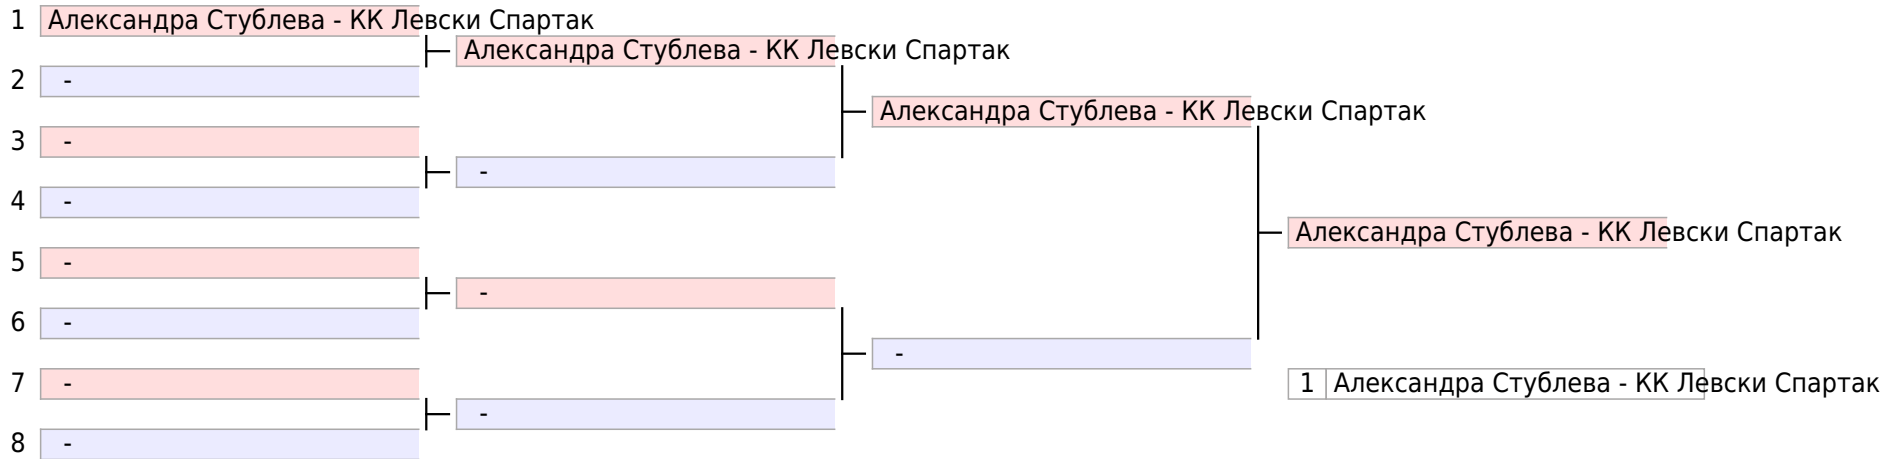 1 Александра Стублева - КК Левски Спартак
Александра Стублева - КК Левски Спартак
2 -
Александра Стублева - КК Левски Спартак
3 -
-
4 -
Александра Стублева - КК Левски Спартак
5 -
-
6 -
-
7 -
1 Александра Стублева - КК Левски Спартак
-
8 -